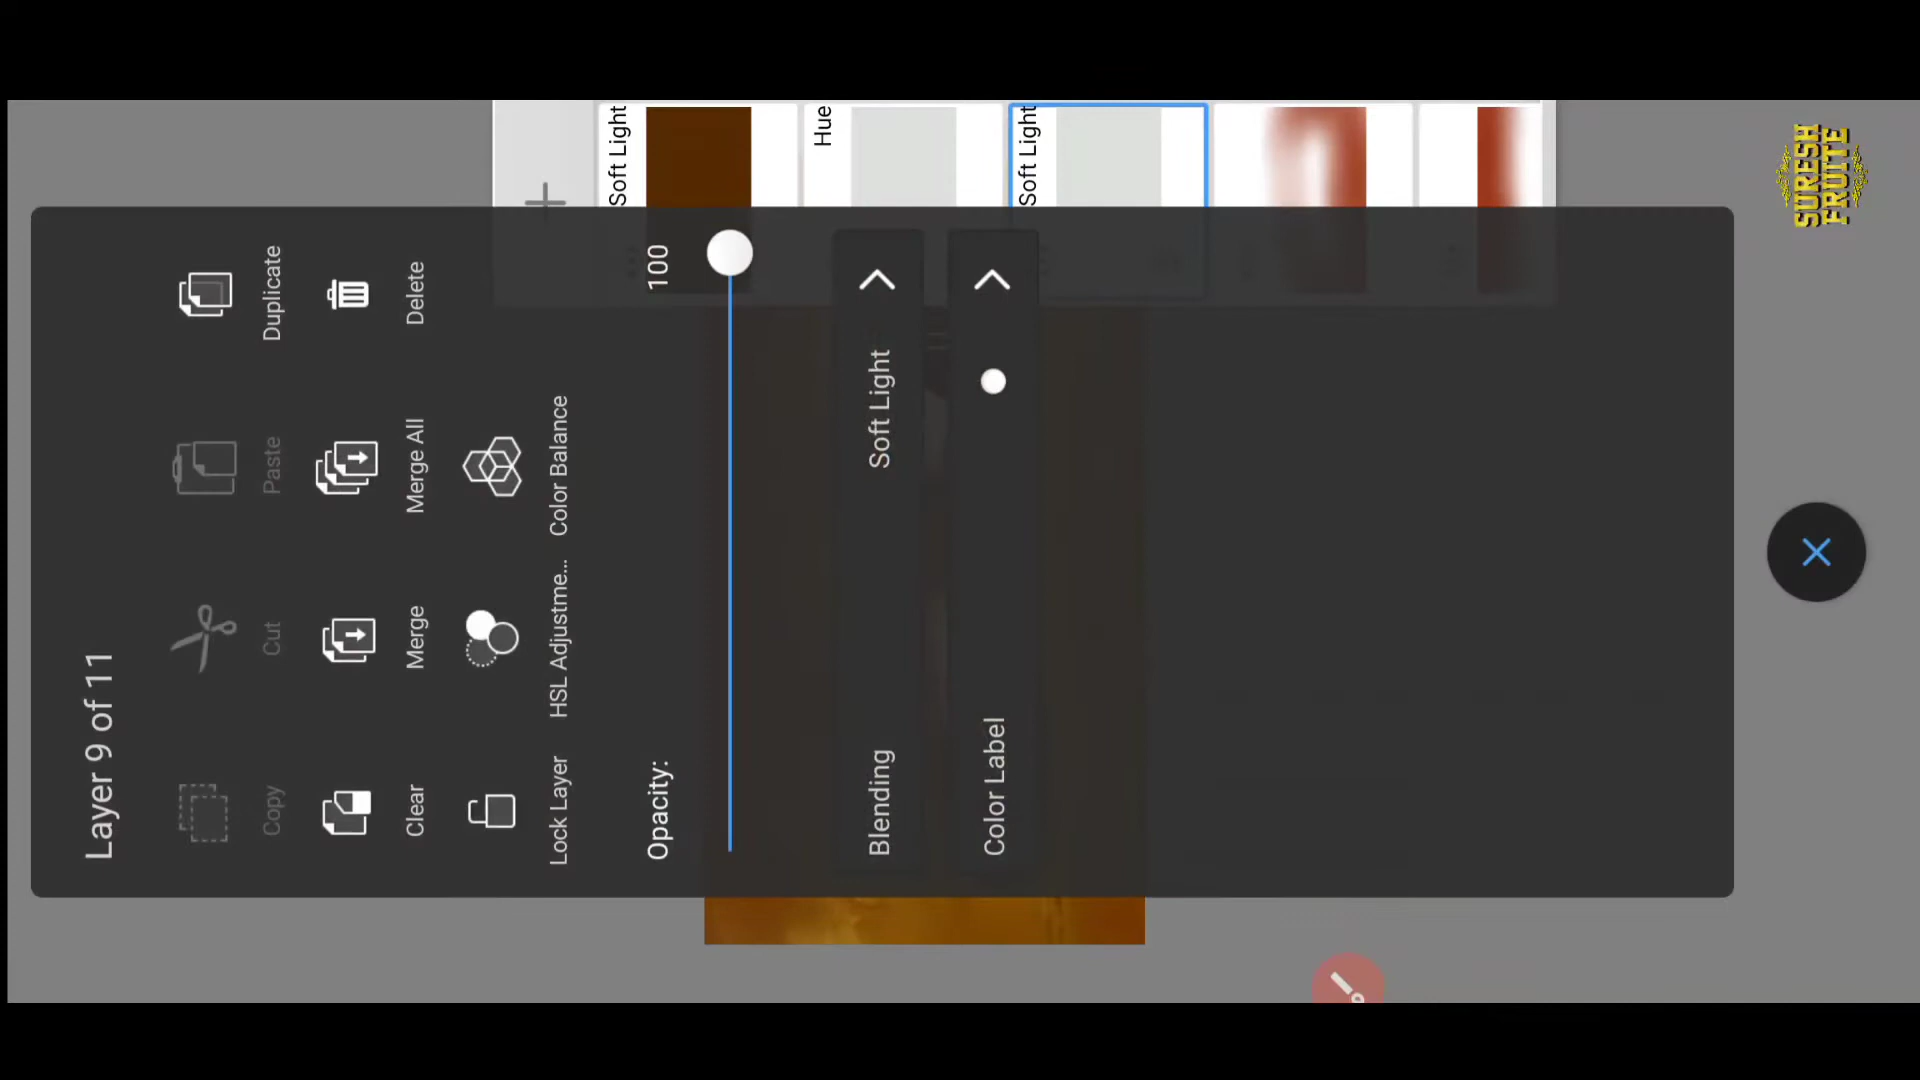 Soft Light
Hue
Soft Light
SURESH
FRUITE
Layer 9 of 11
Copy
Cut
Paste
Duplicate
Clear
Merge
Merge All
Delete
Lock Layer
HSL Adjustme...
Color Balance
Opacity:
100
Blending
Soft Light
Color Label